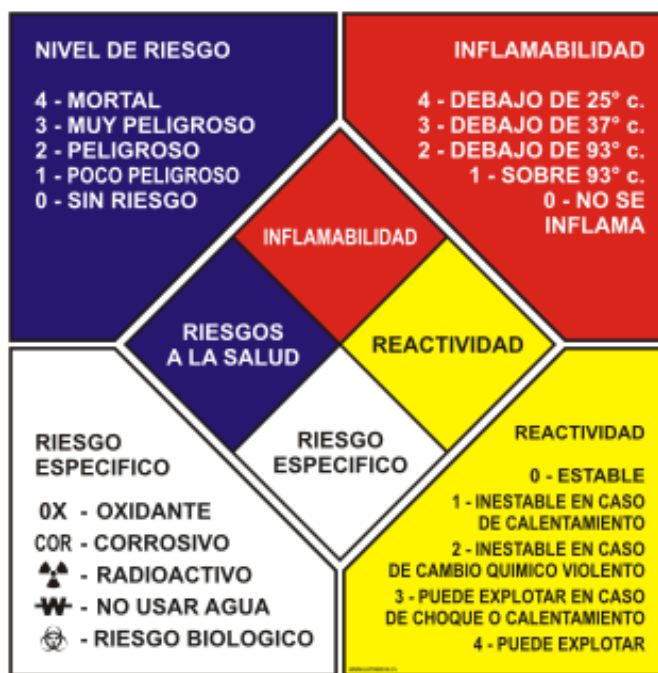 NIVEL DE RIESGO
4 - MORTAL
3 - MUY PELIGROSO
2 - PELIGROSO
1 - POCO PELIGROSO
0 - SIN RIESGO
INFLAMABILIDAD
4 - DEBAJO DE 25° c.
3 - DEBAJO DE 37° c.
2 - DEBAJO DE 93° c.
1 - SOBRE 93° c.
0 - NO SE
INFLAMA
INFLAMABILIDAD
RIESGOS
A LA SALUD
REACTIVIDAD
RIESGO
ESPECIFICO
RIESGO
ESPECIFICO
0X - OXIDANTE
COR - CORROSIVO
- RADIOACTIVO
W - NO USAR AGUA
- RIESGO BIOLOGICO
REACTIVIDAD
0 - ESTABLE
1 - INESTABLE EN CASO
DE CALENTAMIENTO
2 - INESTABLE EN CASO
DE CAMBIO QUIMICO VIOLENTO
3 - PUEDE EXPLOTAR EN CASO
DE CHOQUE O CALENTAMIENTO
4 - PUEDE EXPLOTAR